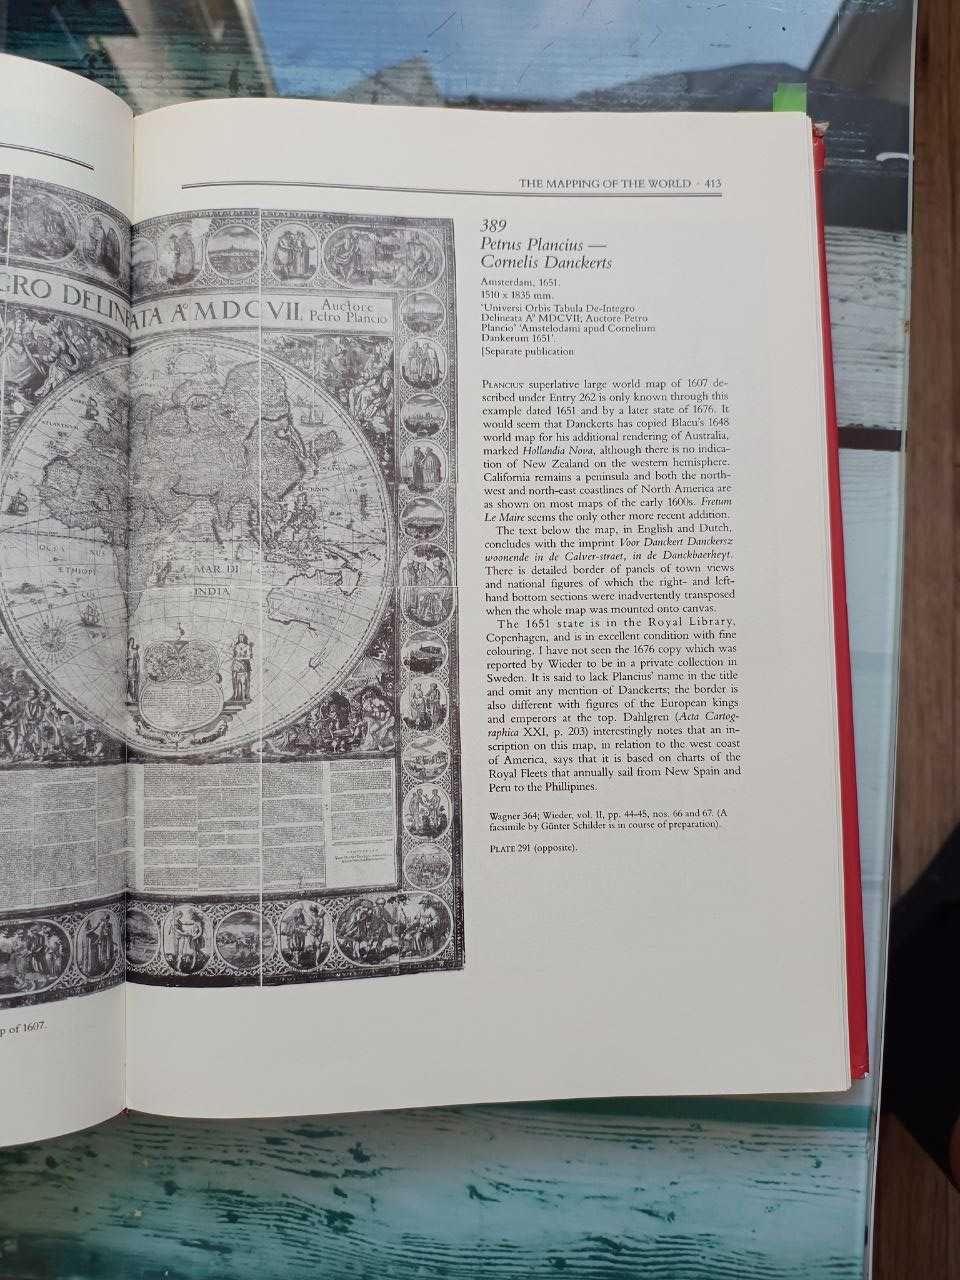 THE MAPPING OF THE WORLD · 413
GRO DELINEATA Aº MDCVII.
Auctore
Petro Plancio
MAR DI
INDIA
OCEA NUS
ETHIOPI
p of 1607.
389
Petrus Plancius —
Cornelis Danckerts
Amsterdam, 1651.
1510 x 1835 mm.
'Universi Orbis Tabula De-Integro
Delineata Aº MDCVII; Auctore Petro
Plancio' 'Amstelodami apud Cornelium
Dankerum 1651'.
[Separate publication
PLANCIUS' superlative large world map of 1607 de-
scribed under Entry 262 is only known through this
example dated 1651 and by a later state of 1676. It
would seem that Danckerts has copied Blaeu's 1648
world map for his additional rendering of Australia,
marked Hollandia Nova, although there is no indica-
tion of New Zealand on the western hemisphere.
California remains a peninsula and both the north-
west and north-east coastlines of North America are
as shown on most maps of the early 1600s. Fretum
Le Maire seems the only other more recent addition.
The text below the map, in English and Dutch,
concludes with the imprint Voor Danckert Danckersz
woonende in de Calver-straet, in de Danckbaerheyt.
There is detailed border of panels of town views
and national figures of which the right- and left-
hand bottom sections were inadvertently transposed
when the whole map was mounted onto canvas.
The 1651 state is in the Royal Library,
Copenhagen, and is in excellent condition with fine
colouring. I have not seen the 1676 copy which was
reported by Wieder to be in a private collection in
Sweden. It is said to lack Plancius' name in the title
and omit any mention of Danckerts; the border is
also different with figures of the European kings
and emperors at the top. Dahlgren (Acta Cartog-
raphica XXI, p. 203) interestingly notes that an in-
scription on this map, in relation to the west coast
of America, says that it is based on charts of the
Royal Fleets that annually sail from New Spain and
Peru to the Phillipines.
Wagner 364; Wieder, vol. II, pp. 44-45, nos. 66 and 67. (A
facsimile by Günter Schilder is in course of preparation).
PLATE 291 (opposite).